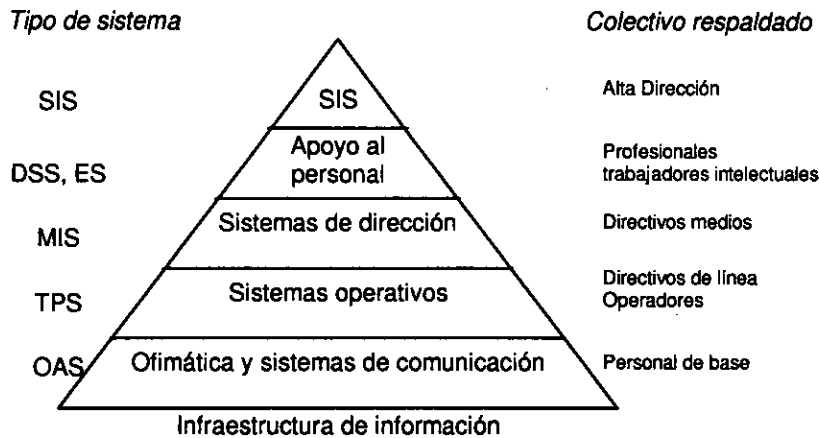 Tipo de sistema
Colectivo respaldado
SIS
SIS
Alta Dirección
DSS, ES
Apoyo al
personal
Profesionales
trabajadores intelectuales
MIS
Sistemas de dirección
Directivos medios
TPS
Sistemas operativos
Directivos de línea
Operadores
OAS
Ofimática y sistemas de comunicación
Personal de base
Infraestructura de información